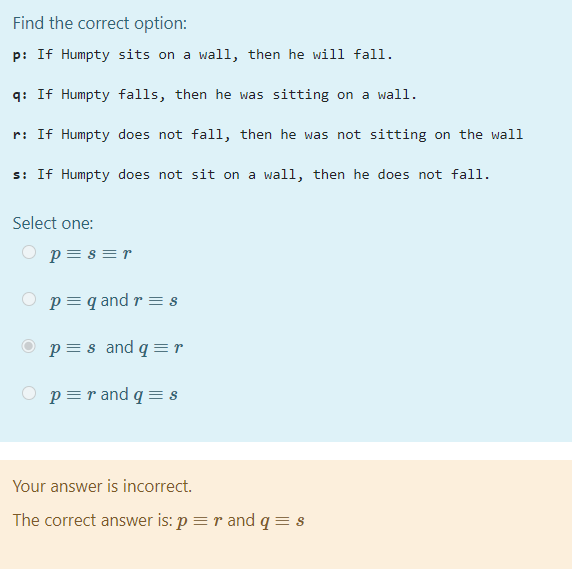 Find the correct option:
p: If Humpty sits on a wall, then he will fall.
q: If Humpty falls, then he was sitting on a wall.
r: If Humpty does not fall, then he was not sitting on the wall
s: If Humpty does not sit on a wall, then he does not fall.
Select one:
p ≡ s ≡ r
p ≡ q and r ≡ s
p ≡ s and q ≡ r
p ≡ r and q ≡ s
Your answer is incorrect.
The correct answer is: p ≡ r and q ≡ s